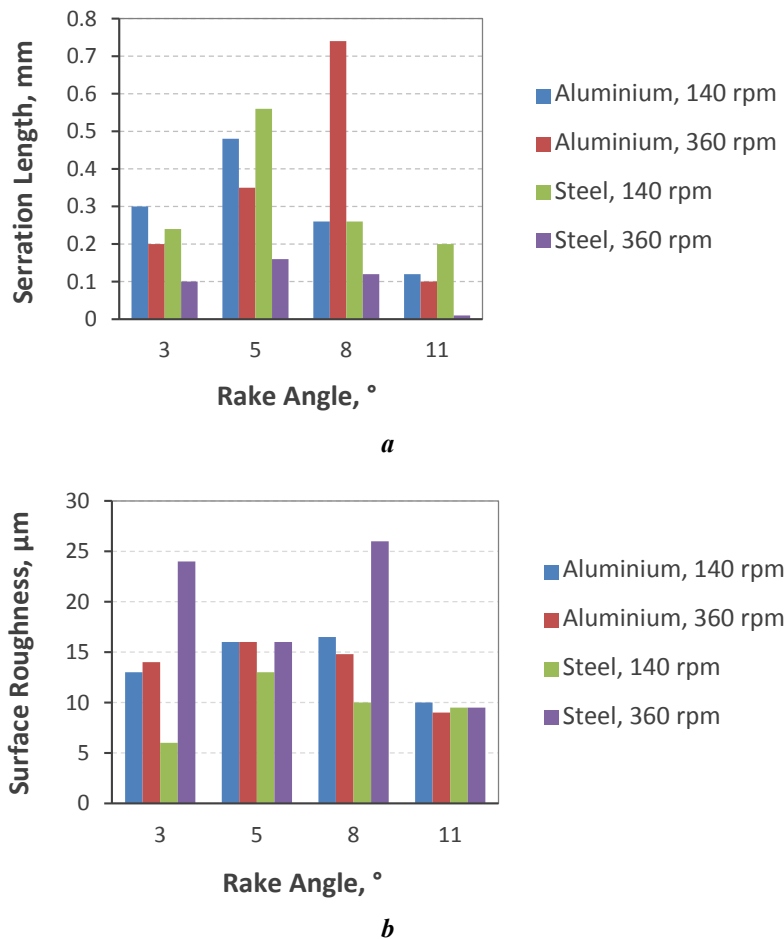 Serration Length, mm
0.8
0.7
0.6
0.5
0.4
0.3
0.2
0.1
0
3 5 8 11
Rake Angle, °
Aluminium, 140 rpm
Aluminium, 360 rpm
Steel, 140 rpm
Steel, 360 rpm
a
Surface Roughness, µm
30
25
20
15
10
5
0
3 5 8 11
Rake Angle, °
Aluminium, 140 rpm
Aluminium, 360 rpm
Steel, 140 rpm
Steel, 360 rpm
b